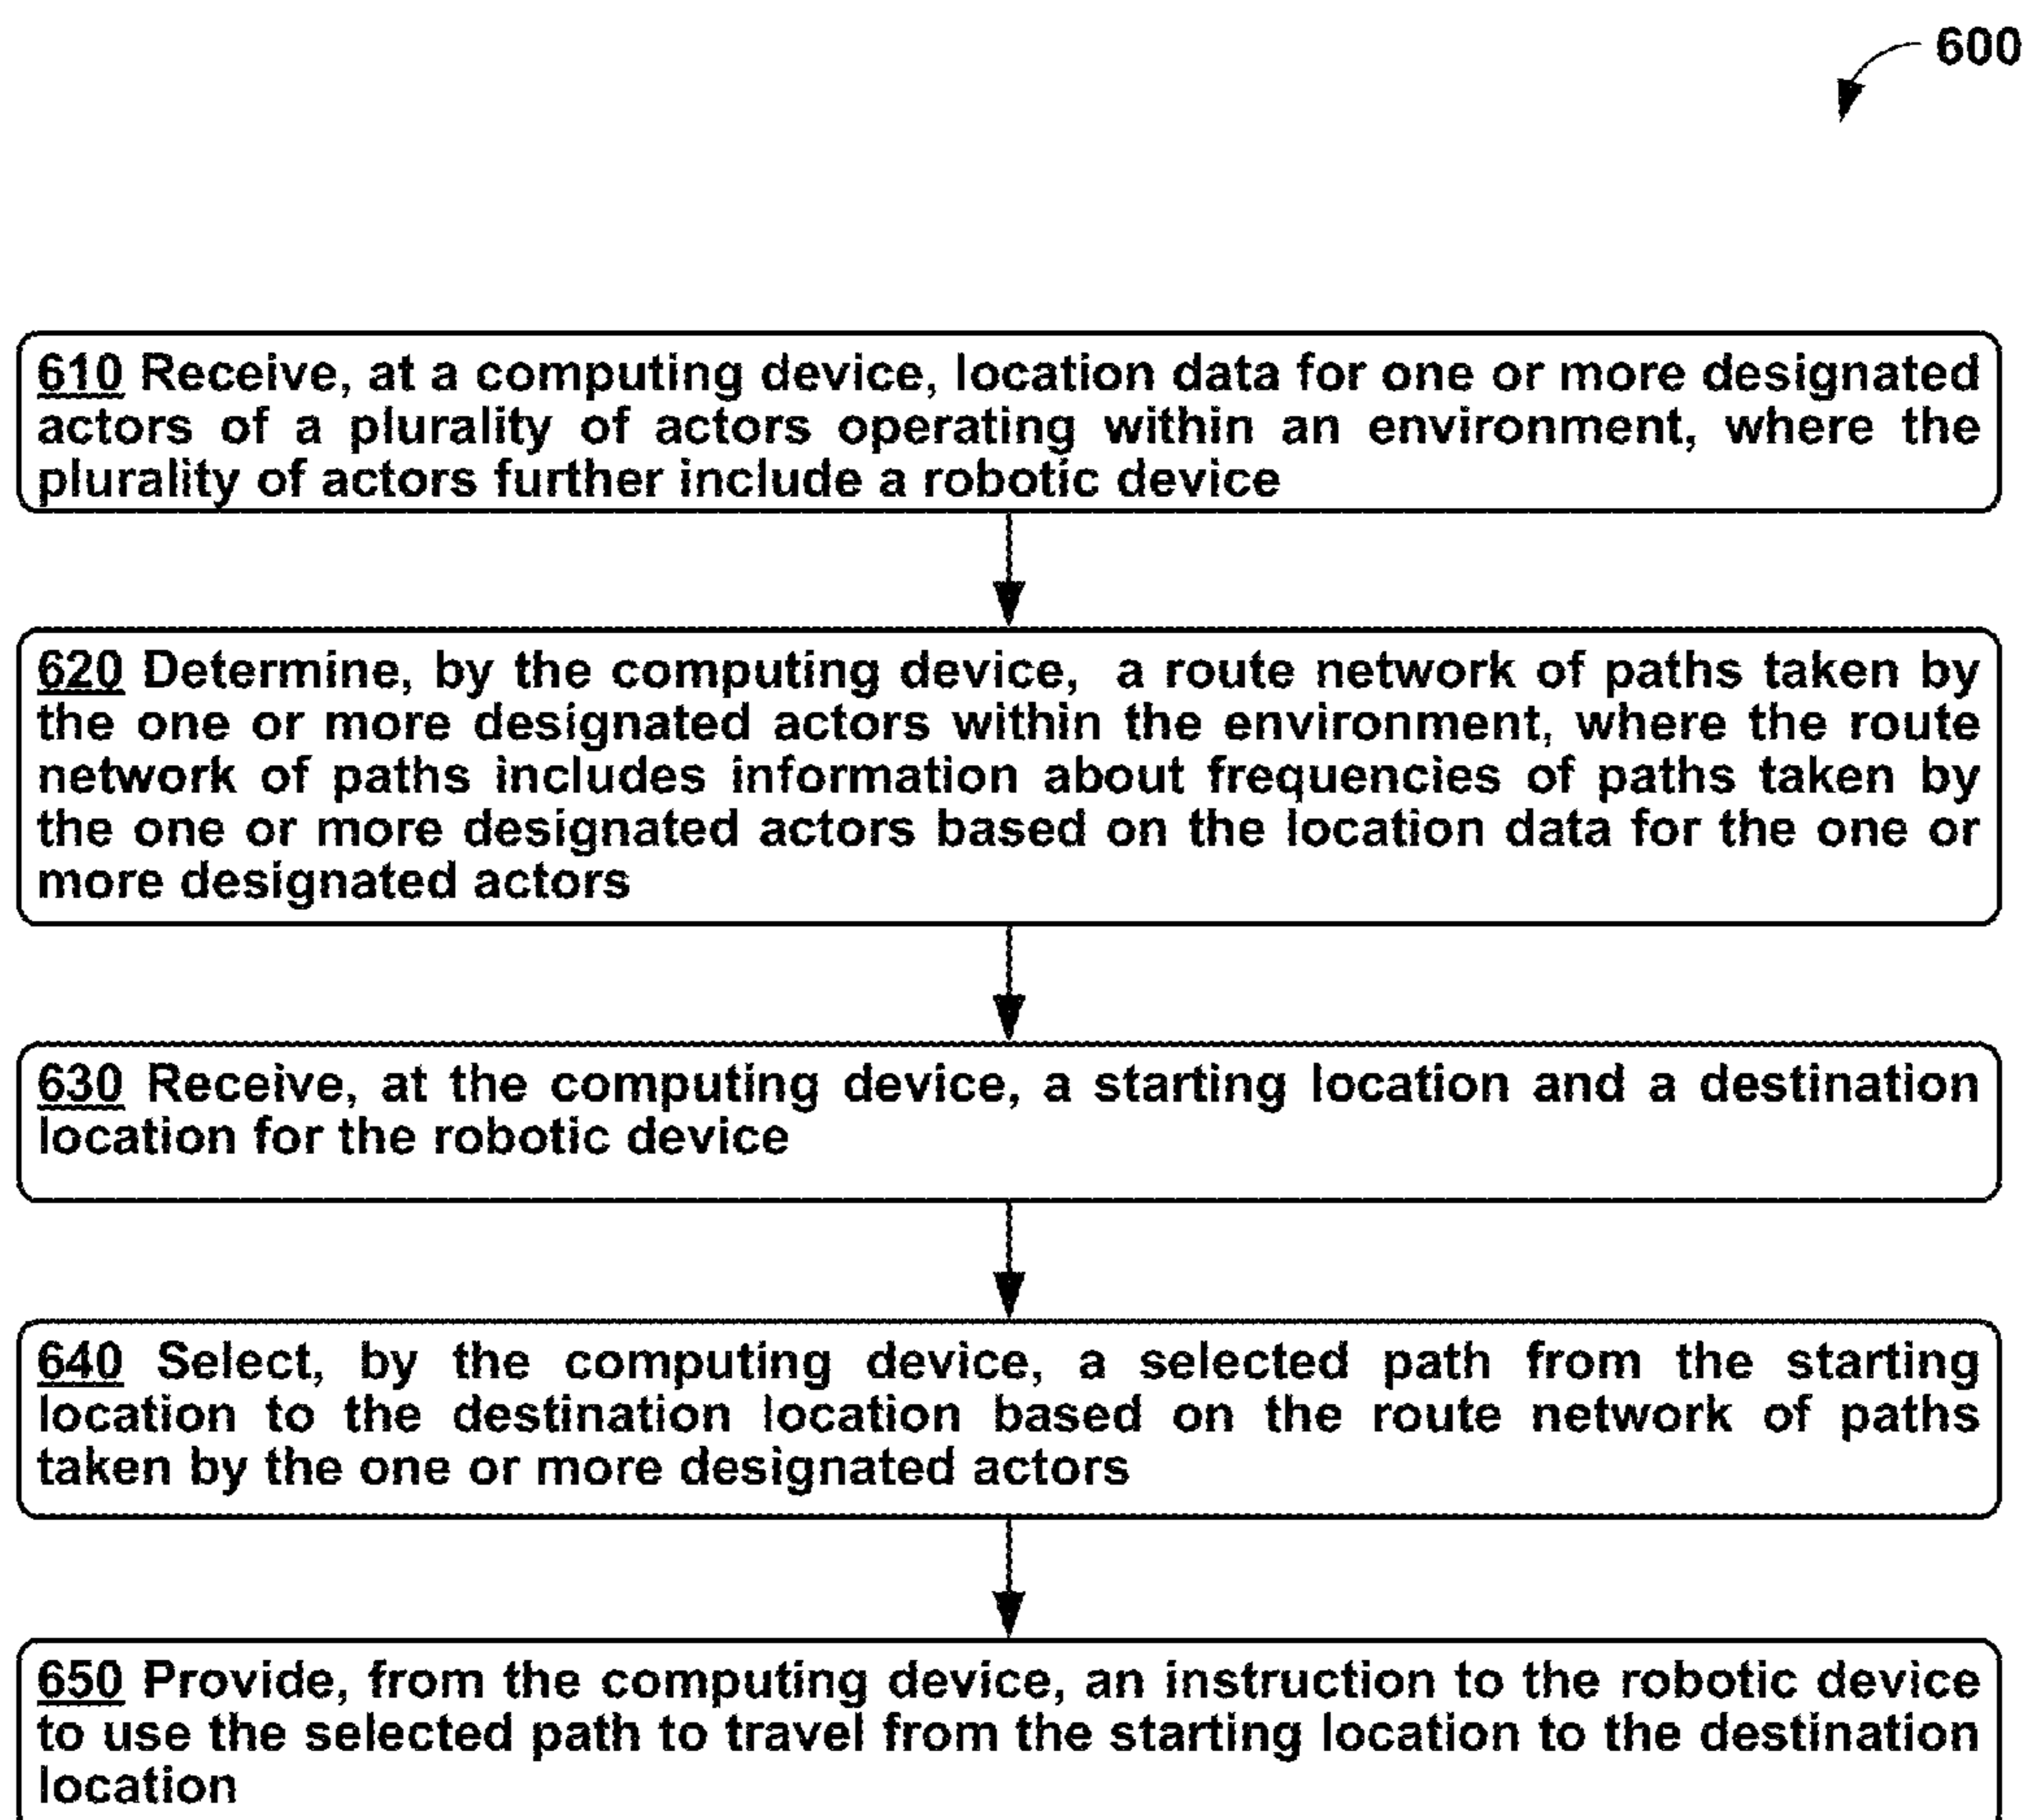 600
610 Receive, at a computing device, location data for one or more designated
actors of a plurality of actors operating within an environment, where the
plurality of actors further include a robotic device
620 Determine, by the computing device, a route network of paths taken by
the one or more designated actors within the environment, where the route
network of paths includes information about frequencies of paths taken by
the one or more designated actors based on the location data for the one or
more designated actors
630 Receive, at the computing device, a starting location and a destination
location for the robotic device
640 Select, by the computing device, a selected path from the starting
location to the destination location based on the route network of paths
taken by the one or more designated actors
650 Provide, from the computing device, an instruction to the robotic device
to use the selected path to travel from the starting location to the destination
location